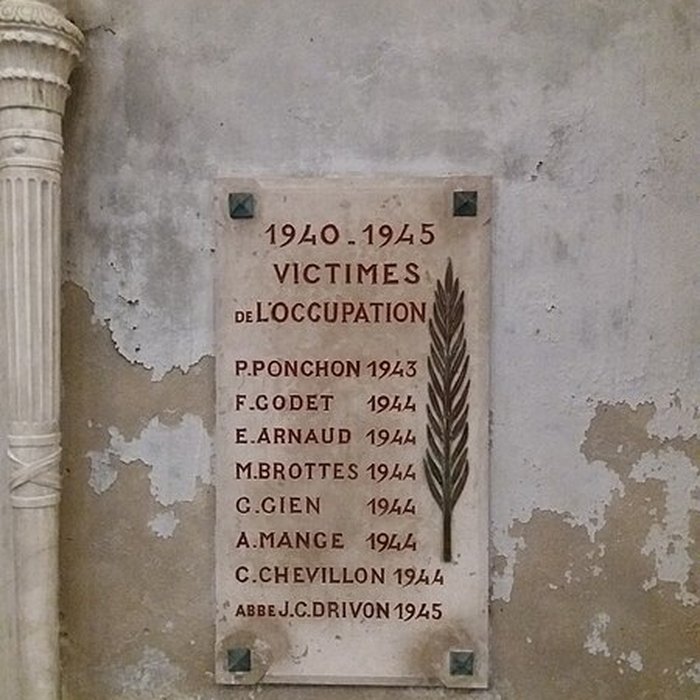 1940-1945
VICTIMES
DE L'OCCUPATION
P.PONCHON 1943
F.GODET 1944
E.ARNAUD 1944
M.BROTTES 1944
G.GIEN 1944
A.MANGE 1944
C.CHEVILLON 1944
ABBE J.C.DRIVON 1945